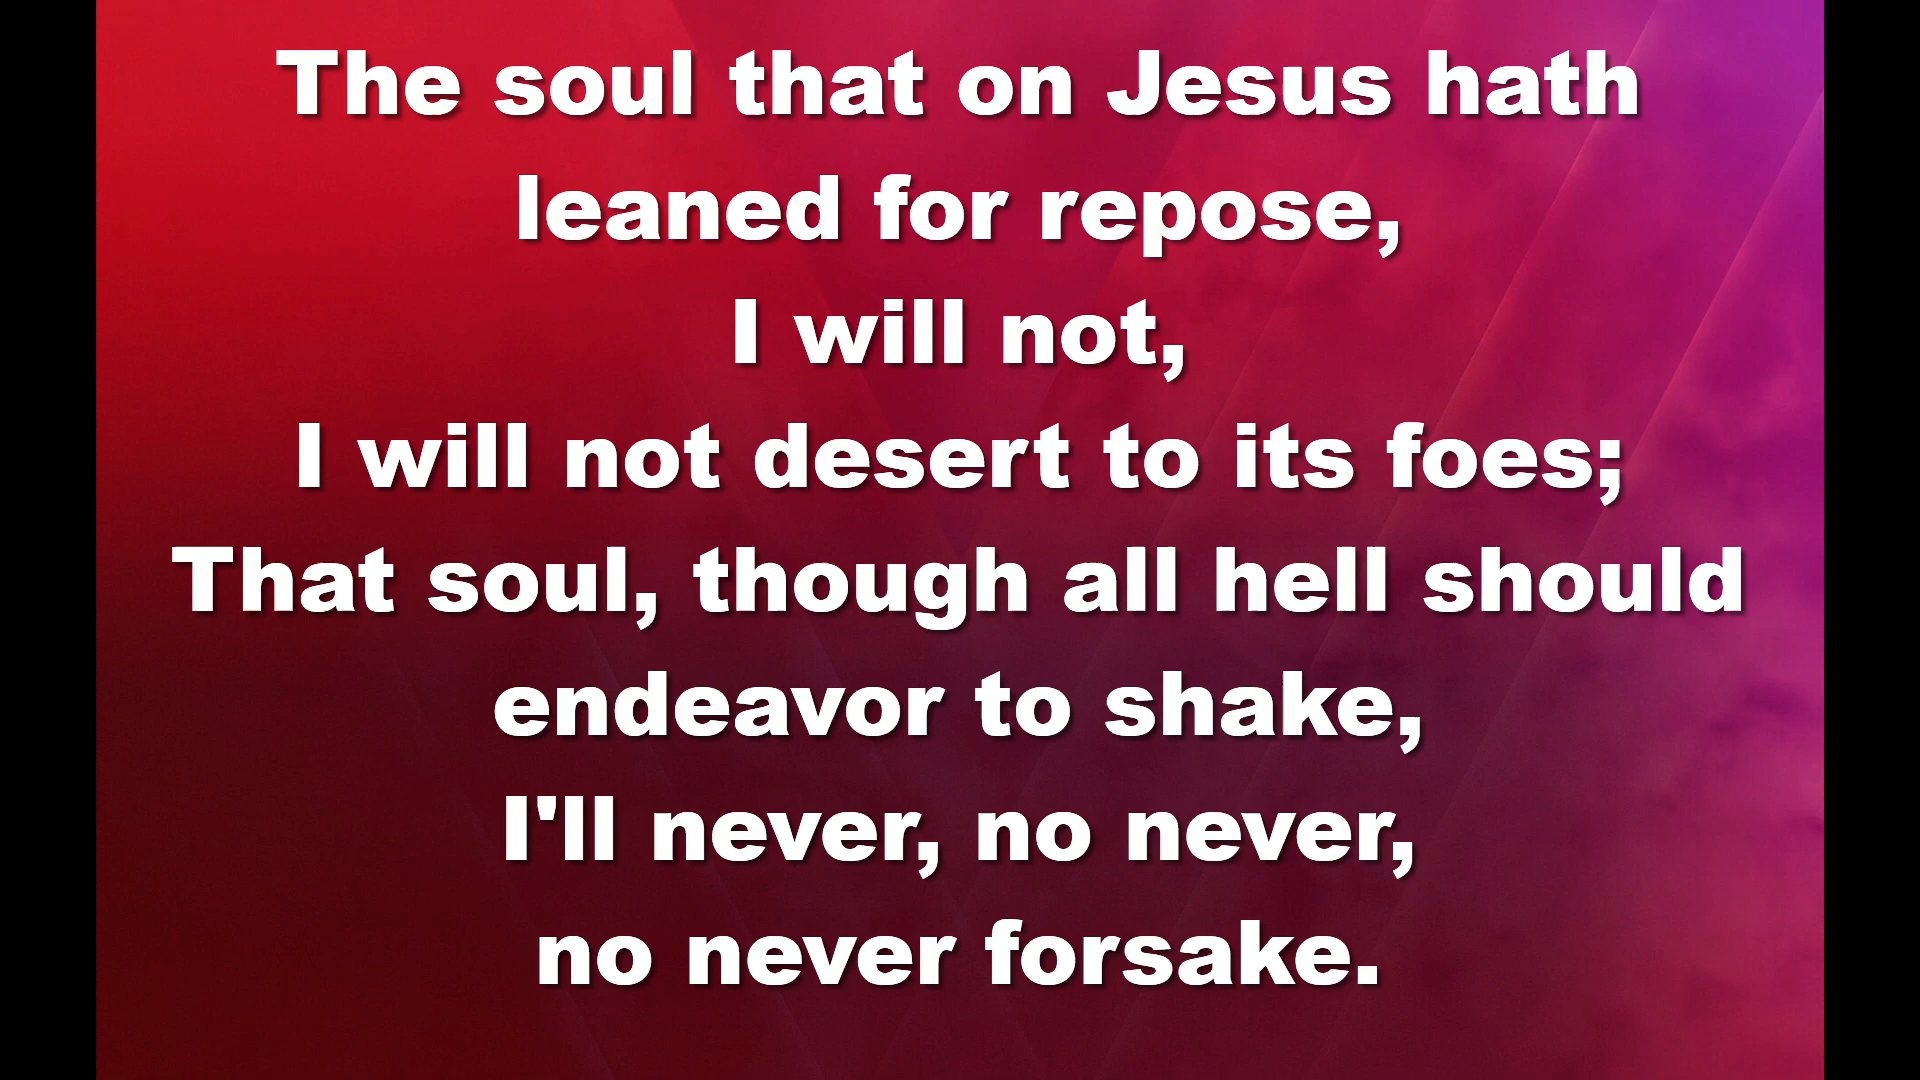 The soul that on Jesus hath
leaned for repose,
I will not,
I will not desert to its foes;
That soul, though all hell should
endeavor to shake,
I'll never, no never,
no never forsake.